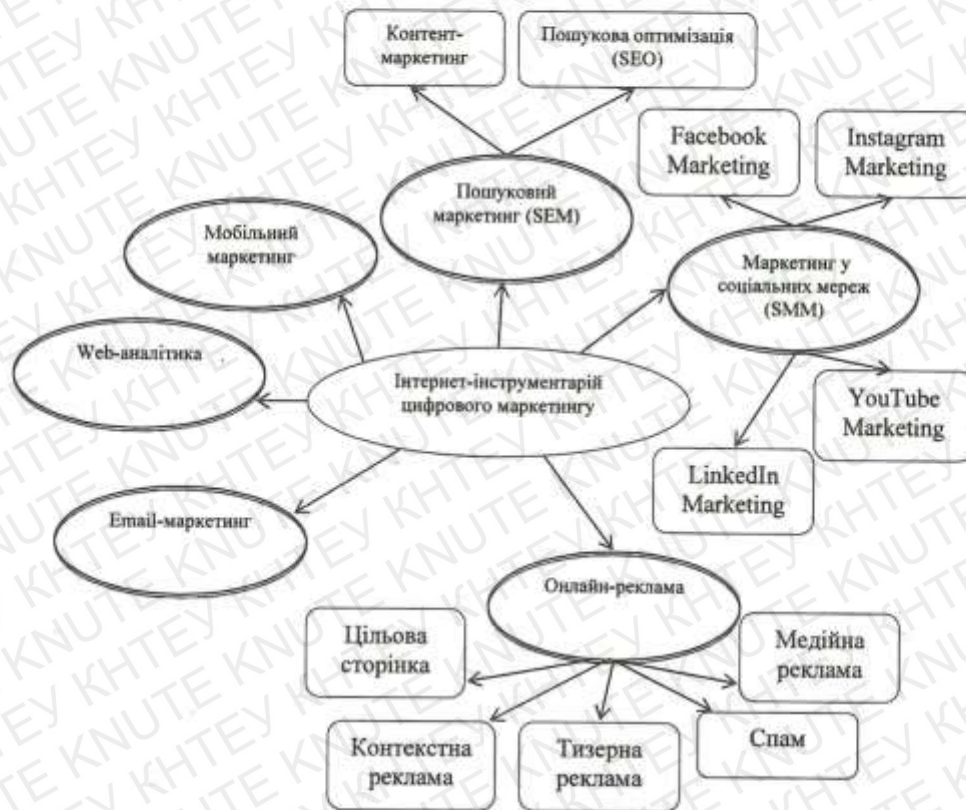 Контент-
маркетинг
Пошукова оптимізація
(SEO)
Facebook
Marketing
Instagram
Marketing
Пошуковий
маркетинг (SEM)
Мобільний
маркетинг
Маркетинг у
соціальних мереж
(SMM)
Web-аналітика
Інтернет-інструментарій
цифрового маркетингу
YouTube
Marketing
LinkedIn
Marketing
Email-маркетинг
Онлайн-реклама
Цільова
сторінка
Медійна
реклама
Контекстна
реклама
Тизерна
реклама
Спам